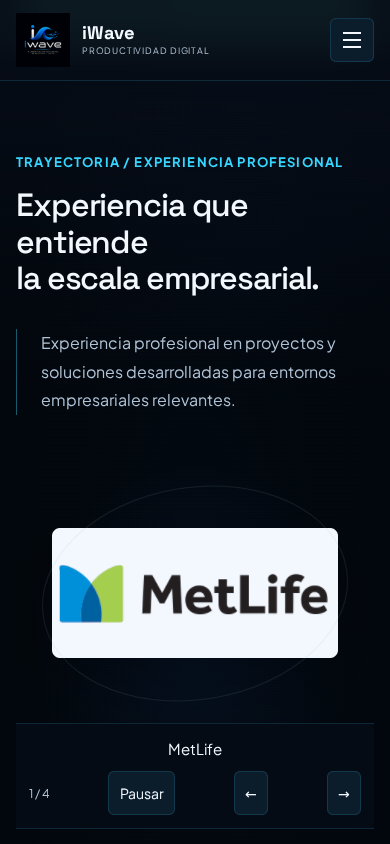 iwave
iWave
PRODUCTIVIDAD DIGITAL
TRAYECTORIA / EXPERIENCIA PROFESIONAL
Experiencia que
entiende
la escala empresarial.
Experiencia profesional en proyectos y
soluciones desarrolladas para entornos
empresariales relevantes.
MetLife
MetLife
1 / 4
Pausar
←
→